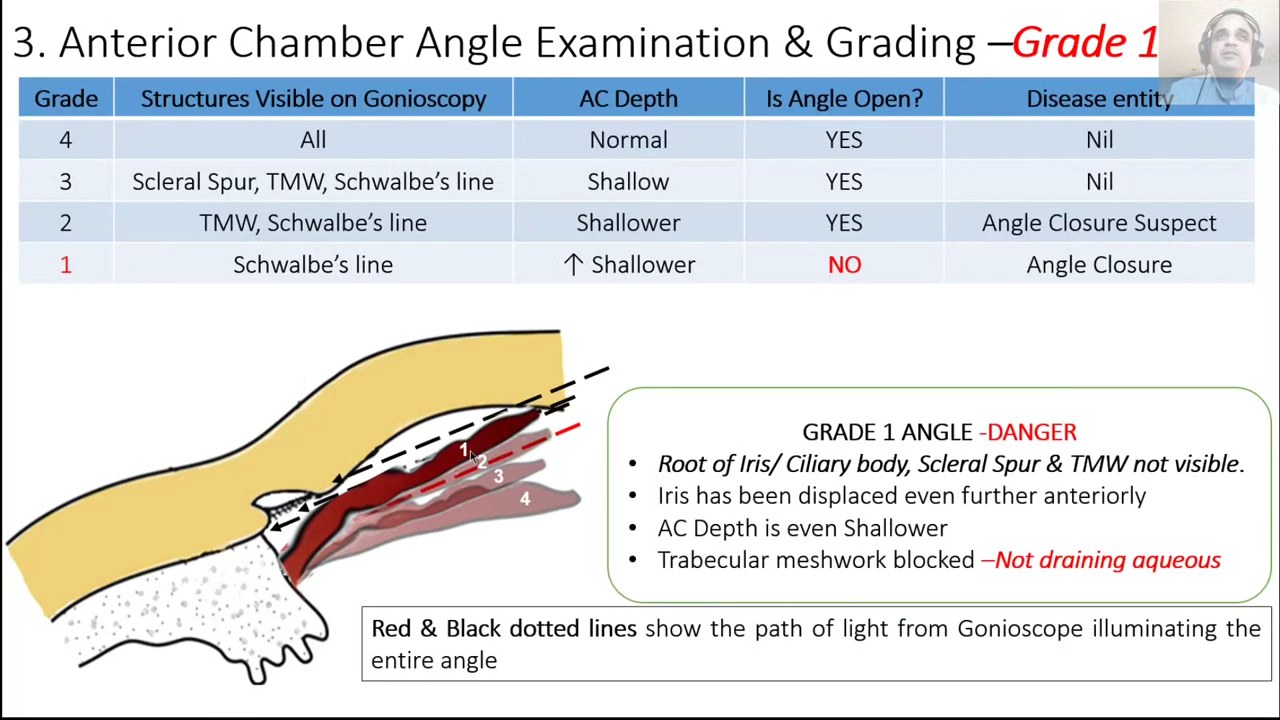 3. Anterior Chamber Angle Examination & Grading –Grade 1
Grade Structures Visible on Gonioscopy AC Depth Is Angle Open? Disease entity
4 All Normal YES Nil
3 Scleral Spur, TMW, Schwalbe's line Shallow YES Nil
2 TMW, Schwalbe's line Shallower YES Angle Closure Suspect
1 Schwalbe's line ↑ Shallower NO Angle Closure
1
2
3
4
GRADE 1 ANGLE -DANGER
• Root of Iris/ Ciliary body, Scleral Spur & TMW not visible.
• Iris has been displaced even further anteriorly
• AC Depth is even Shallower
• Trabecular meshwork blocked –Not draining aqueous
Red & Black dotted lines show the path of light from Gonioscope illuminating the
entire angle